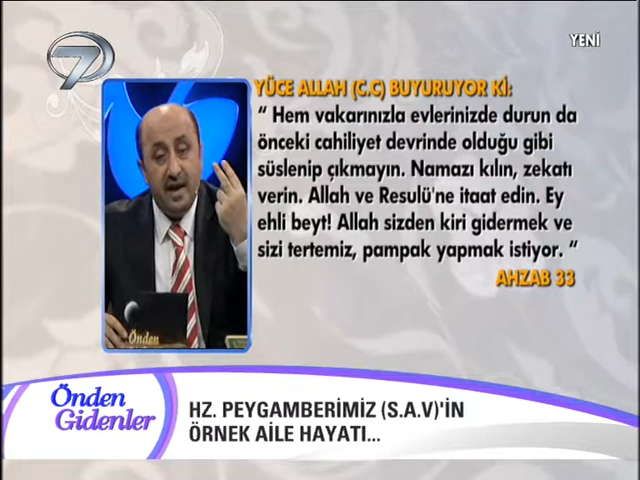 7
YENİ
YÜCE ALLAH (C.C) BUYURUYOR Kİ:
“ Hem vakarınızla evlerinizde durun da
önceki cahiliyet devrinde olduğu gibi
süslenip çıkmayın. Namazı kılın, zekatı
verin. Allah ve Resulü'ne itaat edin. Ey
ehli beyt! Allah sizden kiri gidermek ve
sizi tertemiz, pampak yapmak istiyor. “
AHZAB 33
Önden
Önden
Gidenler
HZ. PEYGAMBERİMİZ (S.A.V)'İN
ÖRNEK AİLE HAYATI...